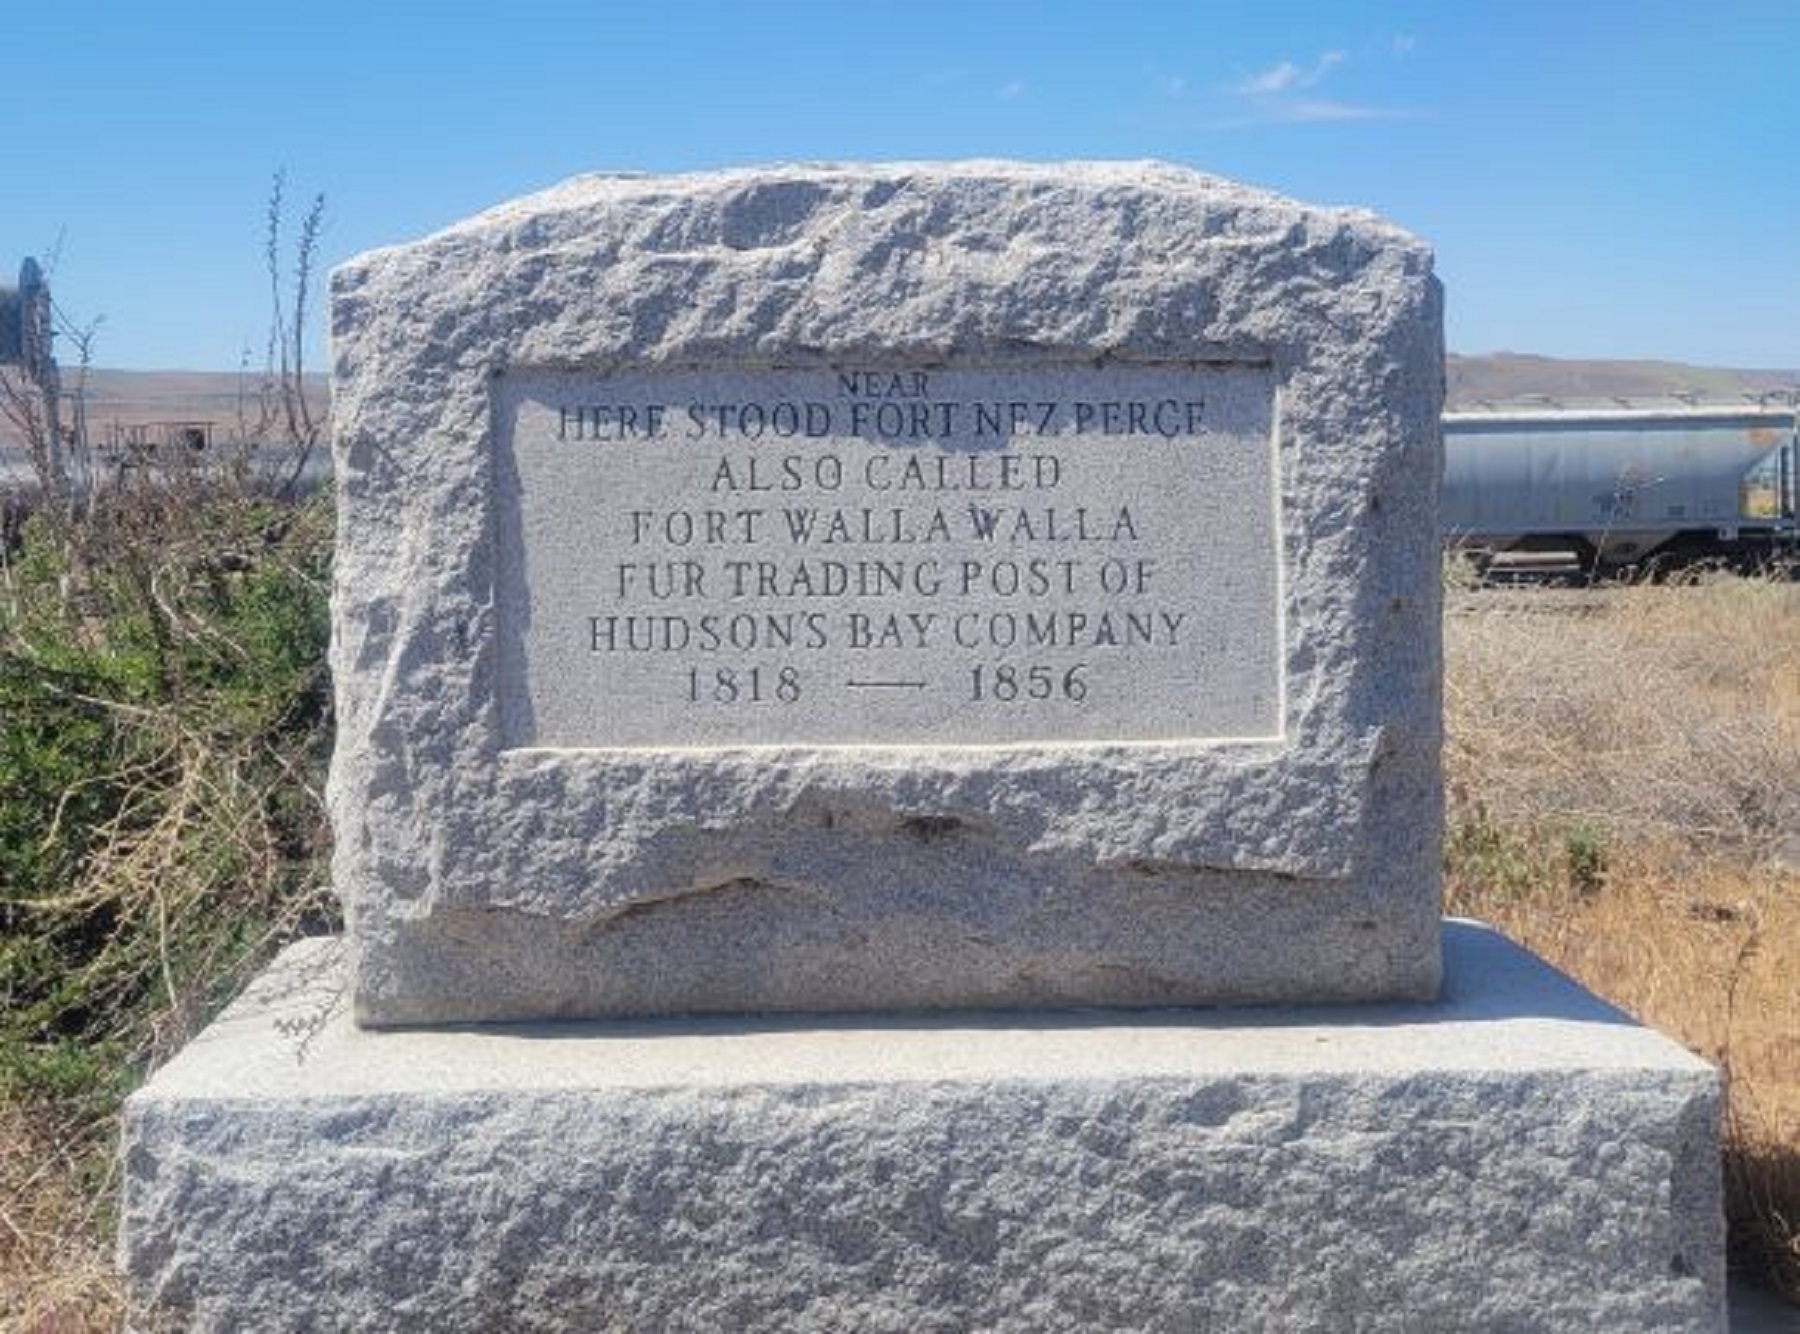 NEAR
HERE STOOD FORT NEZ PERCE
ALSO CALLED
FORT WALLA WALLA
FUR TRADING POST OF
HUDSON'S BAY COMPANY
1818 — 1856